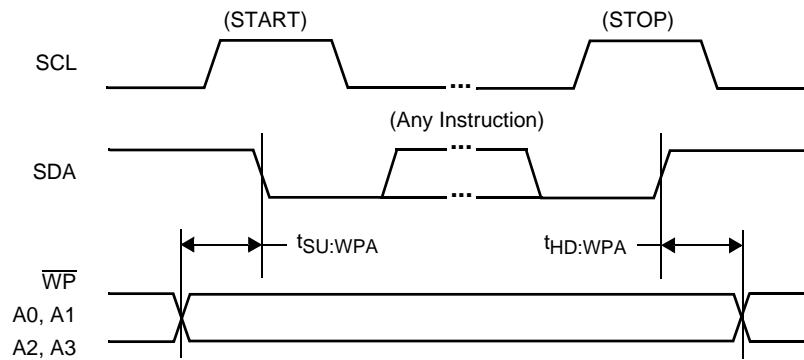 (START)
(STOP)
SCL
...
(Any Instruction)
...
SDA
...
tSU:WPA
tHD:WPA
WP
A0, A1
A2, A3